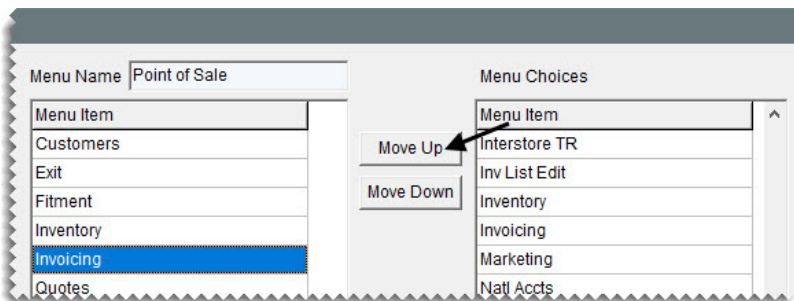 Menu Name Point of Sale
Menu Choices
Menu Item
Customers
Exit
Fitment
Inventory
Invoicing
Quotes
Move Up
Move Down
Menu Item
Interstore TR
Inv List Edit
Inventory
Invoicing
Marketing
Natl Accts